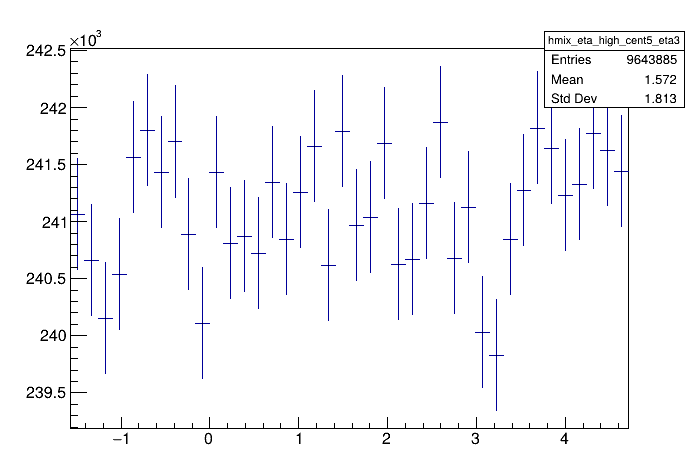 ×10³
hmix_eta_high_cent5_eta3
Entries 9643885
Mean 1.572
Std Dev 1.813
242.5
242
241.5
241
240.5
240
239.5
−1 0 1 2 3 4